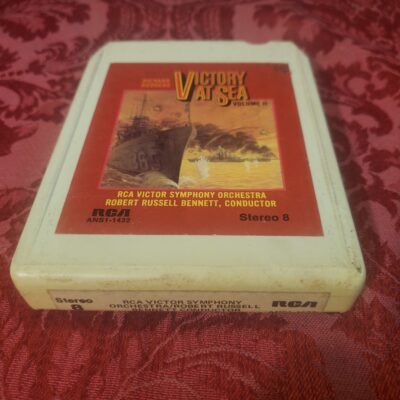 RICHARD
RODGERS
VICTORY
AT SEA
VOLUME II
RCA VICTOR SYMPHONY ORCHESTRA
ROBERT RUSSELL BENNETT, CONDUCTOR
RCA
ANS1-1432
Stereo 8
Stereo
8
RCA VICTOR SYMPHONY
ORCHESTRA/ROBERT RUSSELL
CONDUCTOR
RCA